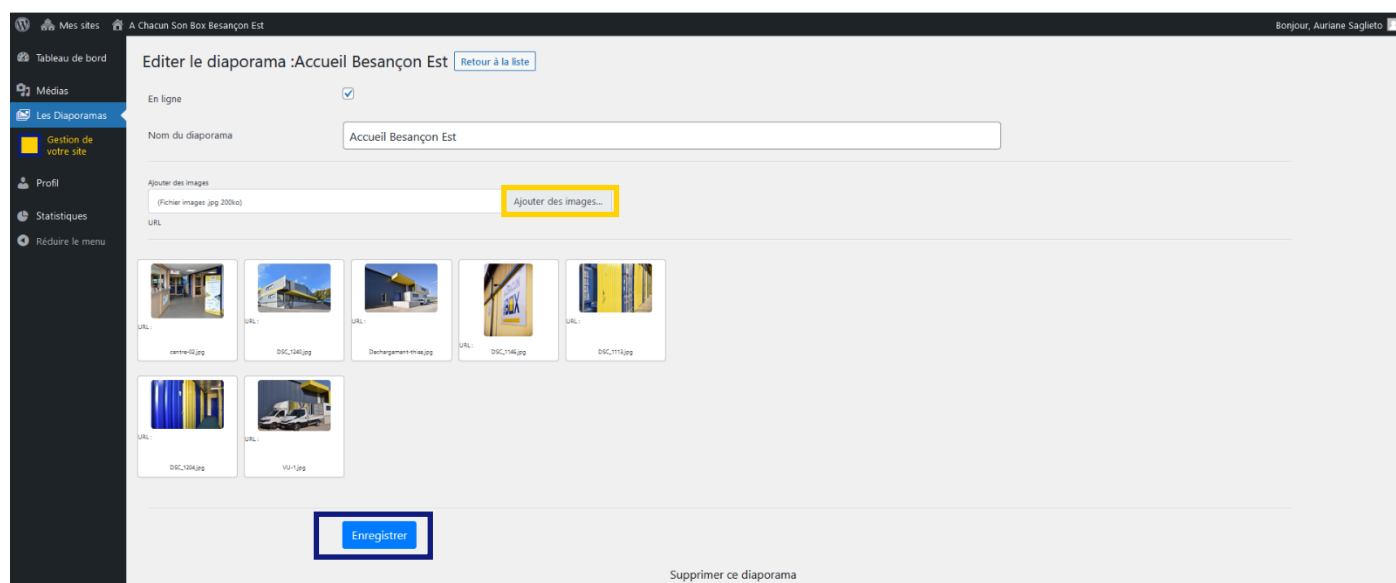 Mes sites A Chacun Son Box Besançon Est Bonjour, Auriane Saglieto
Tableau de bord
Médias
Les Diaporamas
Gestion de
votre site
Profil
Statistiques
Réduire le menu
Editer le diaporama :Accueil Besançon Est Retour à la liste
En ligne
Nom du diaporama Accueil Besançon Est
Ajouter des images
(Fichier images .jpg 200ko) Ajouter des images...
URL
URL :
centre-02.jpg
URL :
DSC_1240.jpg
URL :
Dechargement-thise.jpg
BOX
URL :
DSC_1146.jpg
URL :
DSC_1113.jpg
URL :
DSC_1204.jpg
URL :
VU-1.jpg
Enregistrer
Supprimer ce diaporama